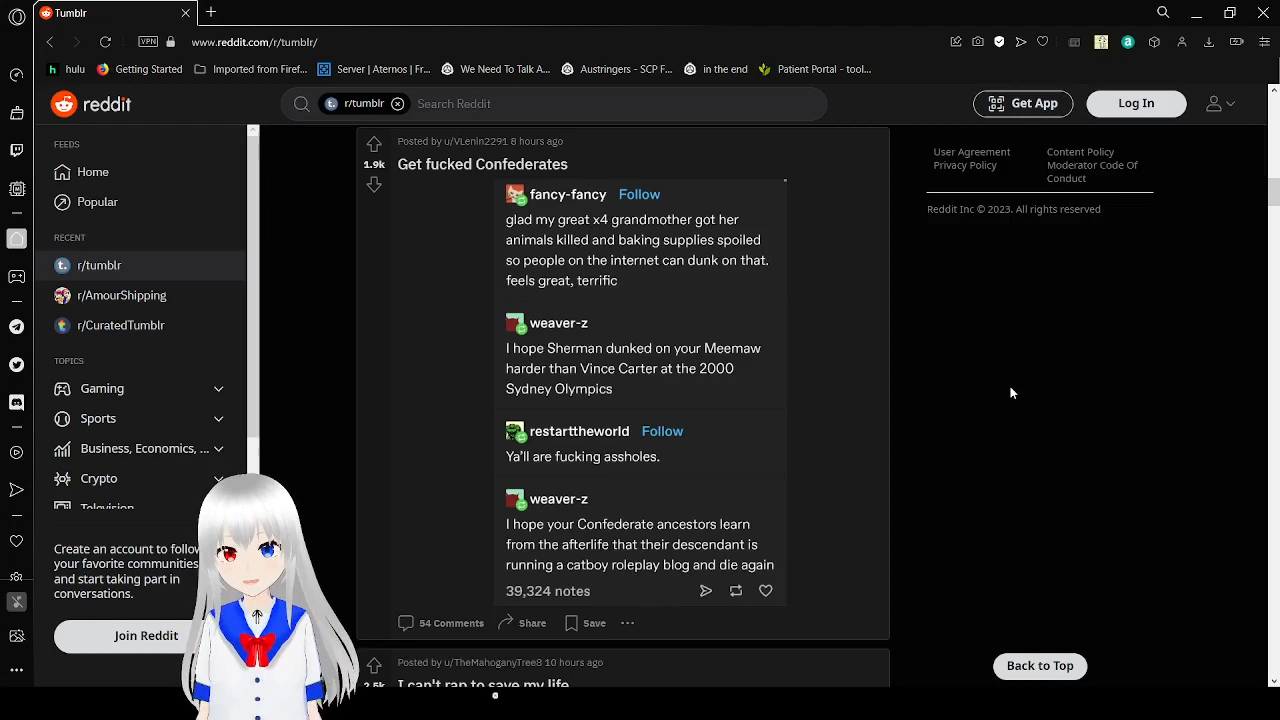 Tumblr
VPN
www.reddit.com/r/tumblr/
hulu
Getting Started
Imported from Firef...
Server | Aternos | Fr...
We Need To Talk A...
Austringers - SCP F...
in the end
Patient Portal - tool...
reddit
r/tumblr
Search Reddit
Get App
Log In
FEEDS
Home
Popular
RECENT
r/tumblr
r/AmourShipping
r/CuratedTumblr
TOPICS
Gaming
Sports
Business, Economics, ...
Crypto
Television
Create an account to follow
your favorite communities
and start taking part in
conversations.
Join Reddit
1.9k
Posted by u/VLenin2291 8 hours ago
Get fucked Confederates
fancy-fancy Follow
glad my great x4 grandmother got her
animals killed and baking supplies spoiled
so people on the internet can dunk on that.
feels great, terrific
weaver-z
I hope Sherman dunked on your Meemaw
harder than Vince Carter at the 2000
Sydney Olympics
restarttheworld Follow
Ya'll are fucking assholes.
weaver-z
I hope your Confederate ancestors learn
from the afterlife that their descendant is
running a catboy roleplay blog and die again
39,324 notes
54 Comments
Share
Save
Posted by u/TheMahoganyTree8 10 hours ago
I can't rap to save my life
User Agreement
Privacy Policy
Content Policy
Moderator Code Of
Conduct
Reddit Inc © 2023. All rights reserved
Back to Top